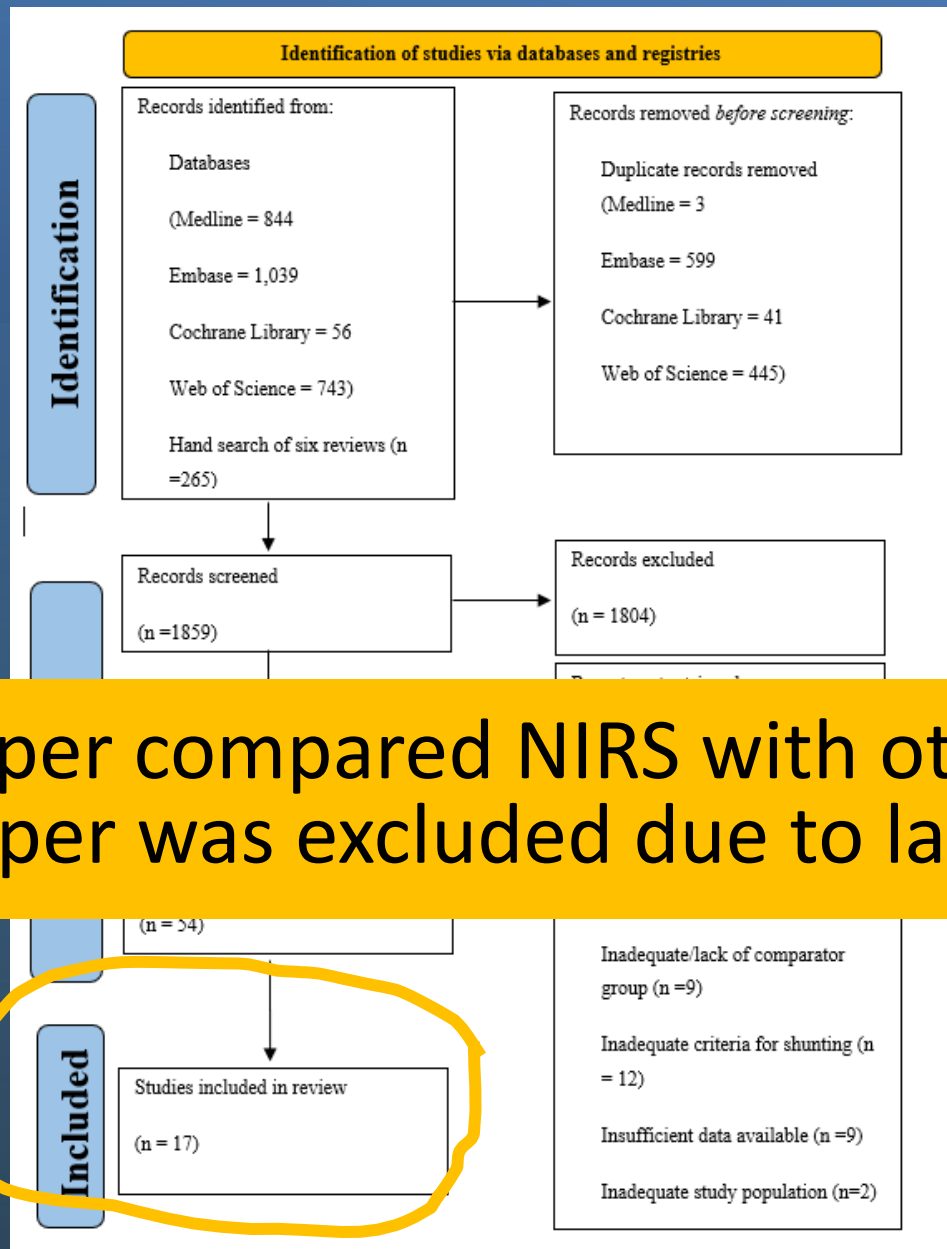 Identification of studies via databases and registries
Identification
Records identified from:
Databases
(Medline = 844
Embase = 1,039
Cochrane Library = 56
Web of Science = 743)
Hand search of six reviews (n
=265)
Records removed before screening:
Duplicate records removed
(Medline = 3
Embase = 599
Cochrane Library = 41
Web of Science = 445)
Records screened
(n =1859)
Records excluded
(n = 1804)
per compared NIRS with ot
per was excluded due to la
(n = 54)
Inadequate/lack of comparator
group (n =9)
Inadequate criteria for shunting (n
= 12)
Insufficient data available (n =9)
Inadequate study population (n=2)
Included
Studies included in review
(n = 17)